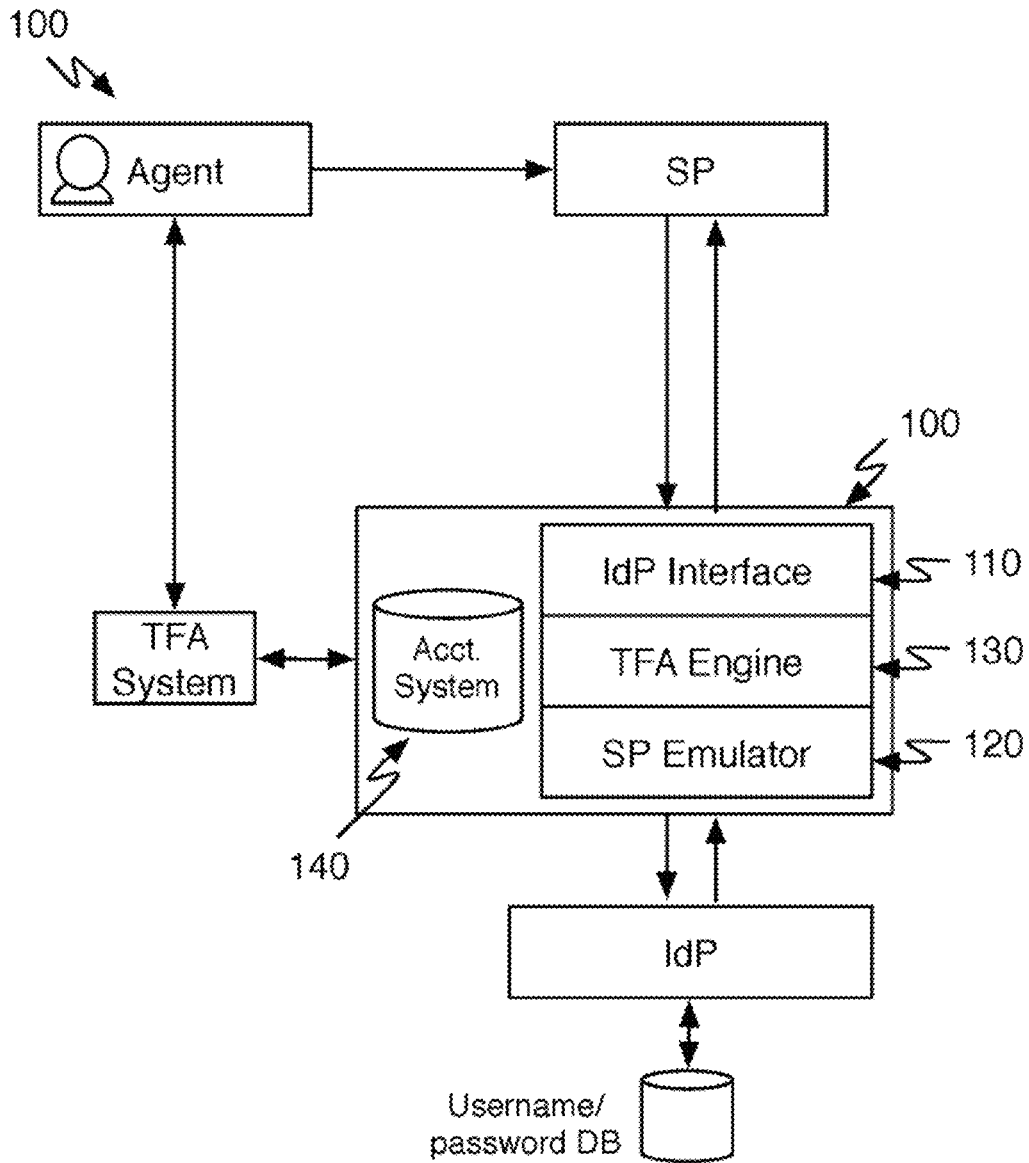 100
Agent
SP
100
IdP Interface
110
TFA
System
Acct.
System
TFA Engine
130
SP Emulator
120
140
IdP
Username/
password DB